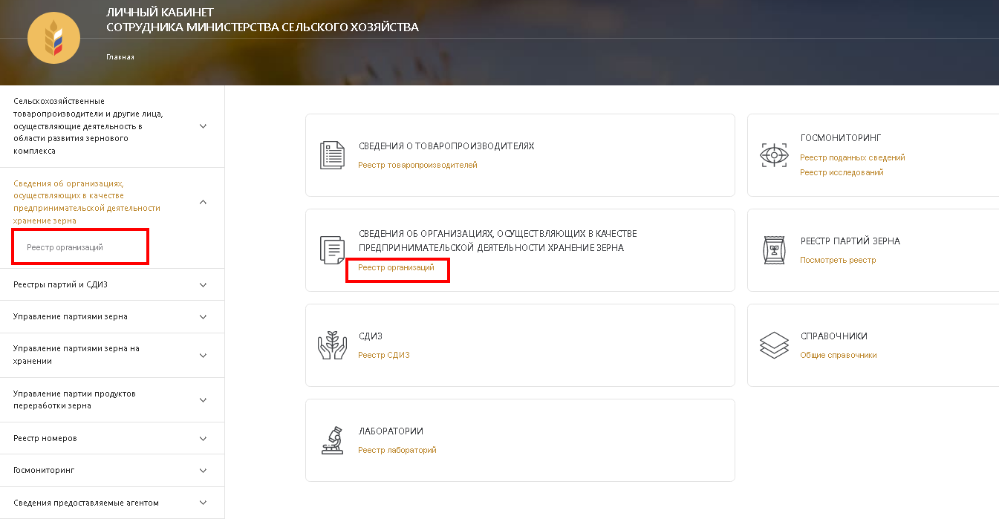 ЛИЧНЫЙ КАБИНЕТ
СОТРУДНИКА МИНИСТЕРСТВА СЕЛЬСКОГО ХОЗЯЙСТВА
Главная
Сельскохозяйственные
товаропроизводители и другие лица,
осуществляющие деятельность в
области развития зернового
комплекса
Сведения об организациях,
осуществляющих в качестве
предпринимательской деятельности
хранение зерна
Реестр организаций
Реестры партий и СДИЗ
Управление партиями зерна
Управление партиями зерна на
хранении
Управление партии продуктов
переработки зерна
Реестр номеров
Госмониторинг
Сведения предоставляемые агентом
СВЕДЕНИЯ О ТОВАРОПРОИЗВОДИТЕЛЯХ
Реестр товаропроизводителей
ГОСМОНИТОРИНГ
Реестр поданных сведений
Реестр исследований
СВЕДЕНИЯ ОБ ОРГАНИЗАЦИЯХ, ОСУЩЕСТВЛЯЮЩИХ В КАЧЕСТВЕ
ПРЕДПРИНИМАТЕЛЬСКОЙ ДЕЯТЕЛЬНОСТИ ХРАНЕНИЕ ЗЕРНА
Реестр организаций
РЕЕСТР ПАРТИЙ ЗЕРНА
Посмотреть реестр
СДИЗ
Реестр СДИЗ
СПРАВОЧНИКИ
Общие справочники
ЛАБОРАТОРИИ
Реестр лабораторий